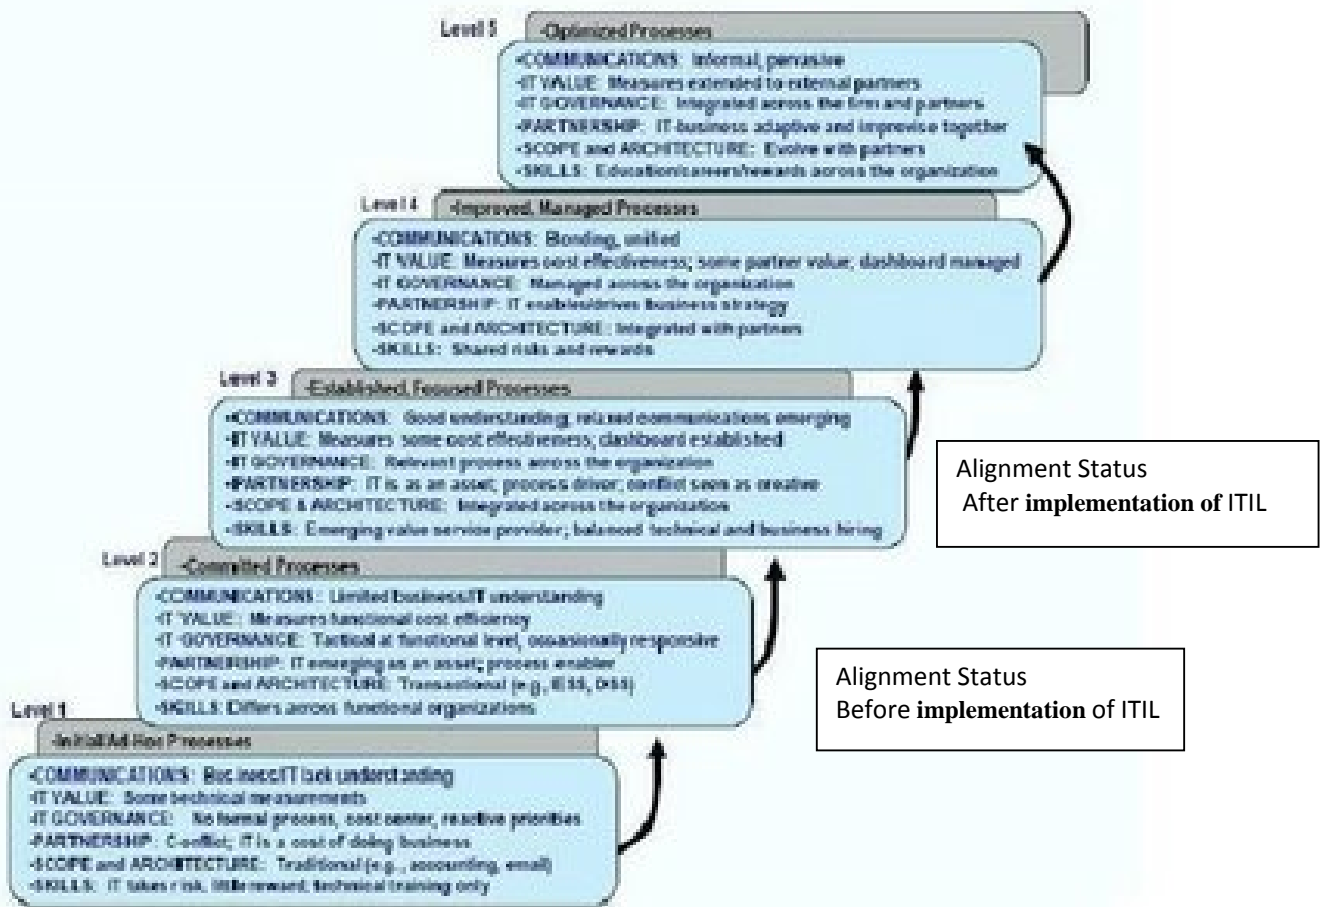 Level 5
-Optimized Processes
-COMMUNICATIONS: Informal, pervasive
-IT VALUE: Measures extended to external partners
-IT GOVERNANCE: Integrated across the firm and partners
-PARTNERSHIP: IT-business adaptive and improvise together
-SCOPE and ARCHITECTURE: Evolve with partners
-SKILLS: Education/careers/rewards across the organization
Level 4
-Improved, Managed Processes
-COMMUNICATIONS: Bonding, unified
-IT VALUE: Measures cost effectiveness; some partner value; dashboard managed
-IT GOVERNANCE: Managed across the organization
-PARTNERSHIP: IT enables/drives business strategy
-SCOPE and ARCHITECTURE: Integrated with partners
-SKILLS: Shared risks and rewards
Level 3
-Established, Focused Processes
-COMMUNICATIONS: Good understanding; relaxed communications emerging
-IT VALUE: Measures some cost effectiveness; dashboard established
-IT GOVERNANCE: Relevant process across the organization
-PARTNERSHIP: IT is as an asset; process driver; conflict seem as creative
-SCOPE & ARCHITECTURE: Integrated across the organization
-SKILLS: Emerging value service provider; balanced technical and business hiring
Alignment Status
After implementation of ITIL
Level 2
-Committed Processes
-COMMUNICATIONS: Limited business/IT understanding
-IT VALUE: Measures functional cost efficiency
-IT GOVERNANCE: Tactical at functional level, occasionally responsive
-PARTNERSHIP: IT emerging as an asset; process enabler
-SCOPE and ARCHITECTURE: Transactional (e.g., ESS, DSS)
-SKILLS: Differs across functional organizations
Alignment Status
Before implementation of ITIL
Level 1
-Initial/Ad-Hoc Processes
-COMMUNICATIONS: Business/IT lack understanding
-IT VALUE: Some technical measurements
-IT GOVERNANCE: No formal process, cost center, reactive priorities
-PARTNERSHIP: Conflict; IT is a cost of doing business
-SCOPE and ARCHITECTURE: Traditional (e.g., accounting, email)
-SKILLS: IT takes risk, little reward; technical training only